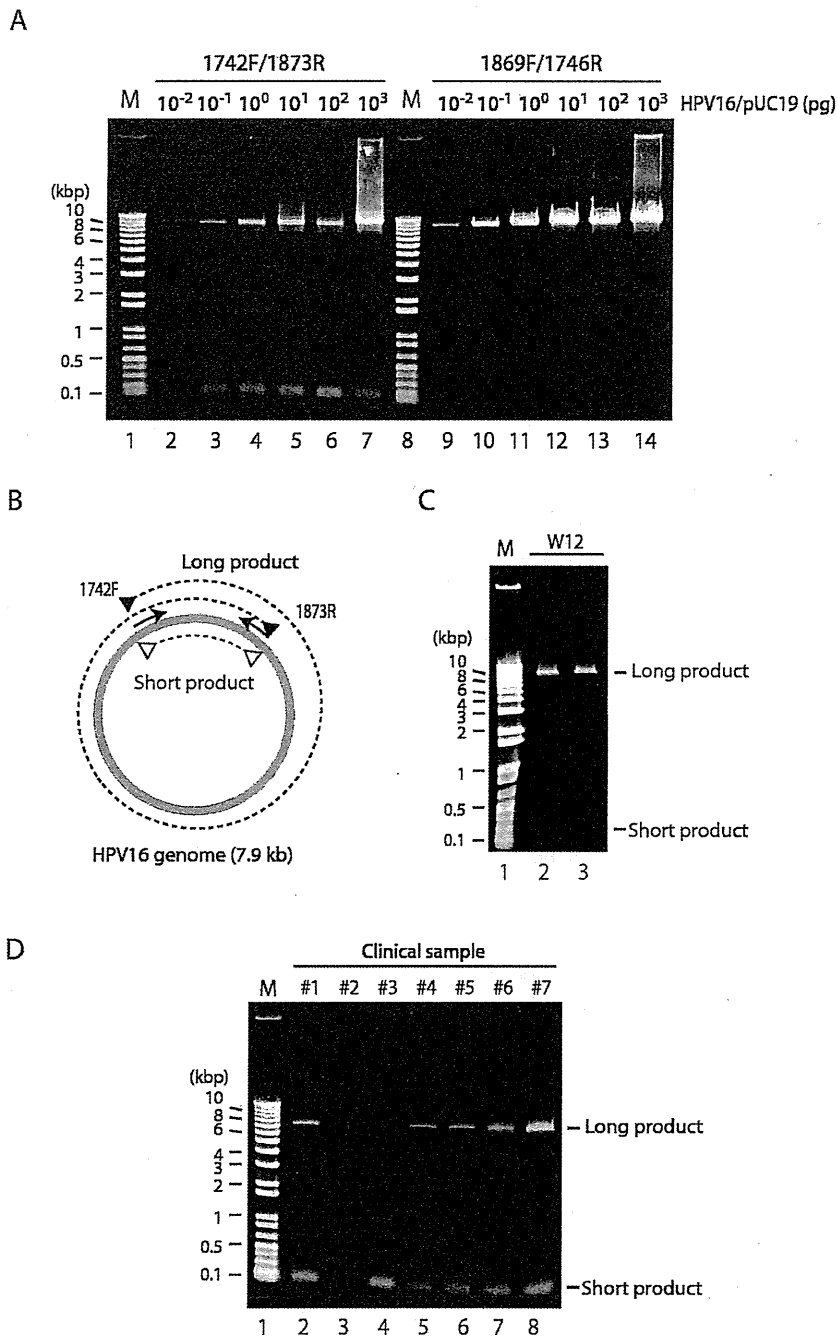 A
1742F/1873R 1869F/1746R
M 10⁻² 10⁻¹ 10⁰ 10¹ 10² 10³ M 10⁻² 10⁻¹ 10⁰ 10¹ 10² 10³ HPV16/pUC19 (pg)
(kbp)
10
8
6
4
3
2
1
0.5
0.1
1 2 3 4 5 6 7 8 9 10 11 12 13 14
B
Long product
1742F
1873R
Short product
HPV16 genome (7.9 kb)
C
M W12
(kbp)
10
8
6
4
3
2
1
0.5
0.1
Long product
Short product
1 2 3
D
Clinical sample
M #1 #2 #3 #4 #5 #6 #7
(kbp)
10
8
6
4
3
2
1
0.5
0.1
Long product
Short product
1 2 3 4 5 6 7 8